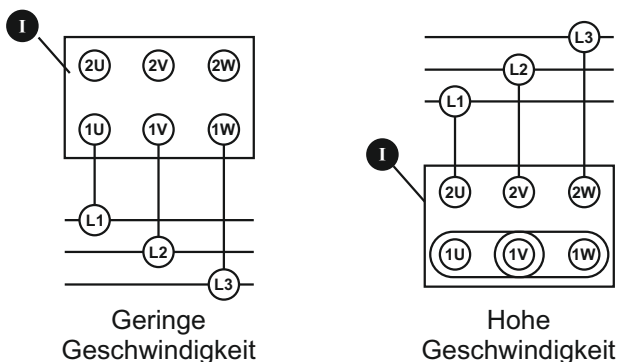 I
2U 2V 2W
1U 1V 1W
L1
L2
L3
Geringe
Geschwindigkeit
L3
L2
L1
I
2U 2V 2W
1U 1V 1W
Hohe
Geschwindigkeit